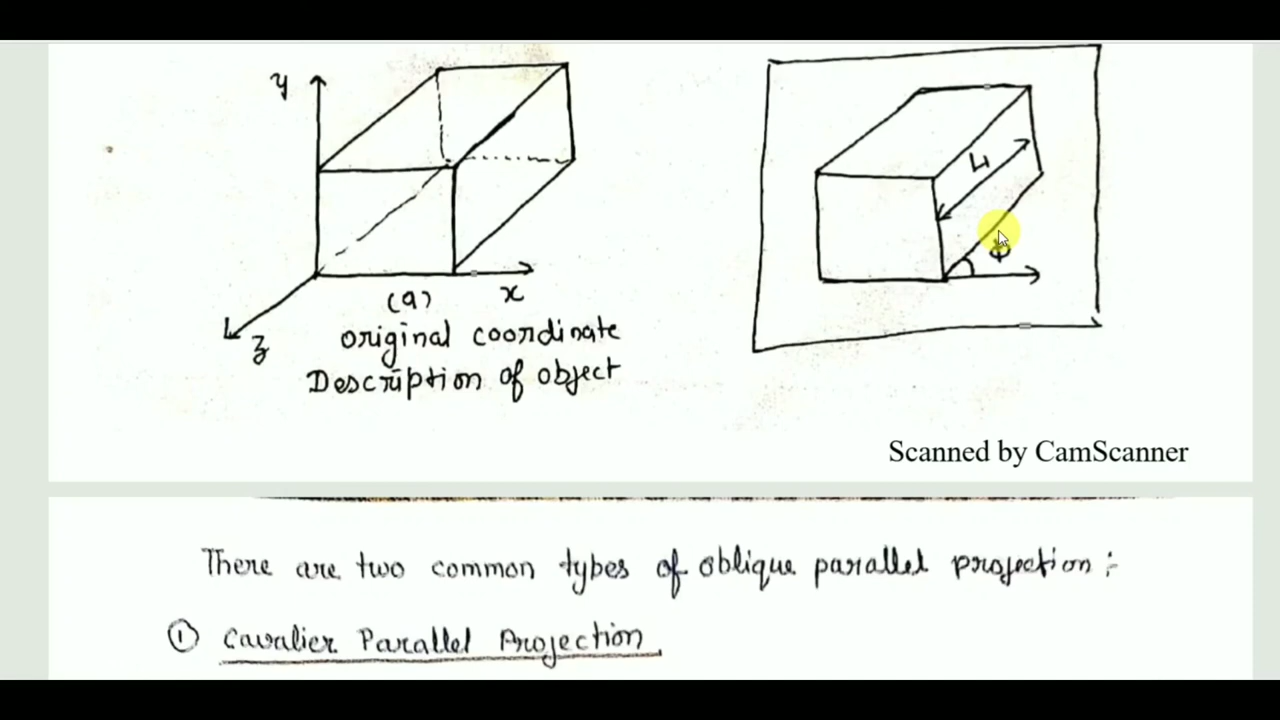 y
L1
φ
(a)
x
z
original coordinate
Description of object
Scanned by CamScanner
There are two common types of oblique parallel projection :-
① Cavalier Parallel Projection